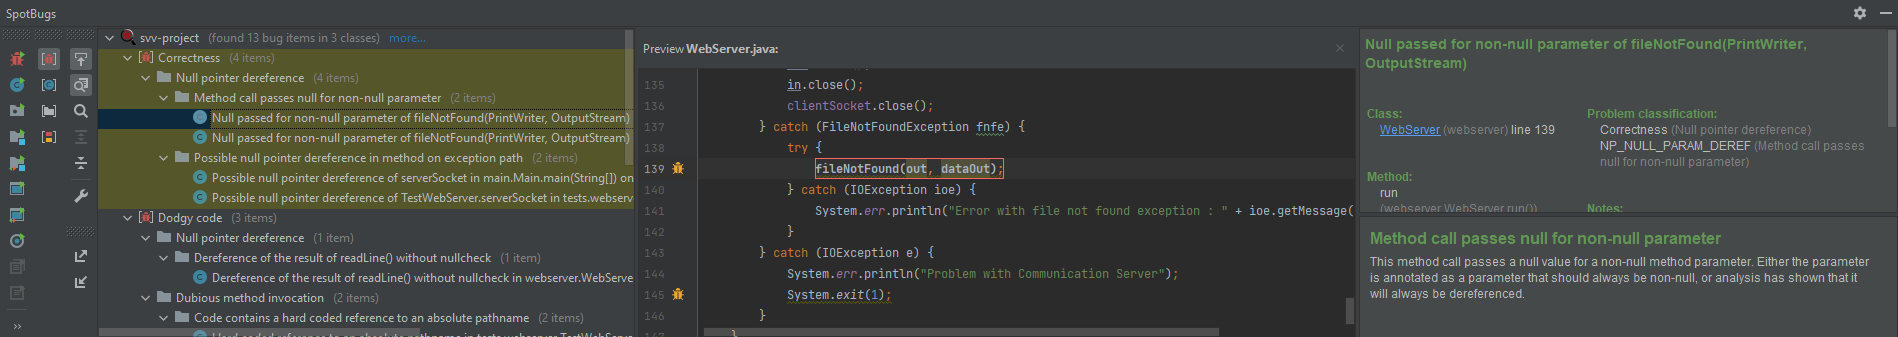 SpotBugs
svv-project (found 13 bug items in 3 classes) more...
Correctness (4 items)
Null pointer dereference (4 items)
Method call passes null for non-null parameter (2 items)
Null passed for non-null parameter of fileNotFound(PrintWriter, OutputStream)
Null passed for non-null parameter of fileNotFound(PrintWriter, OutputStream)
Possible null pointer dereference in method on exception path (2 items)
Possible null pointer dereference of serverSocket in main.Main.main(String[]) on
Possible null pointer dereference of TestWebServer.serverSocket in tests.webserv
Dodgy code (3 items)
Null pointer dereference (1 item)
Dereference of the result of readLine() without nullcheck (1 item)
Dereference of the result of readLine() without nullcheck in webserver.WebServe
Dubious method invocation (2 items)
Code contains a hard coded reference to an absolute pathname (2 items)
Preview WebServer.java:
135 in.close();
136 clientSocket.close();
137 } catch (FileNotFoundException fnfe) {
138 try {
139 fileNotFound(out, dataOut);
140 } catch (IOException ioe) {
141 System.err.println("Error with file not found exception : " + ioe.getMessage(
142 }
143 } catch (IOException e) {
144 System.err.println("Problem with Communication Server");
145 System.exit(1);
146 }
147 }
Null passed for non-null parameter of fileNotFound(PrintWriter,
OutputStream)
Class:
WebServer (webserver) line 139
Method:
run
(webserver.WebServer.run())
Problem classification:
Correctness (Null pointer dereference)
NP_NULL_PARAM_DEREF (Method call passes
null for non-null parameter)
Notes:
Method call passes null for non-null parameter
This method call passes a null value for a non-null method parameter. Either the parameter
is annotated as a parameter that should always be non-null, or analysis has shown that it
will always be dereferenced.